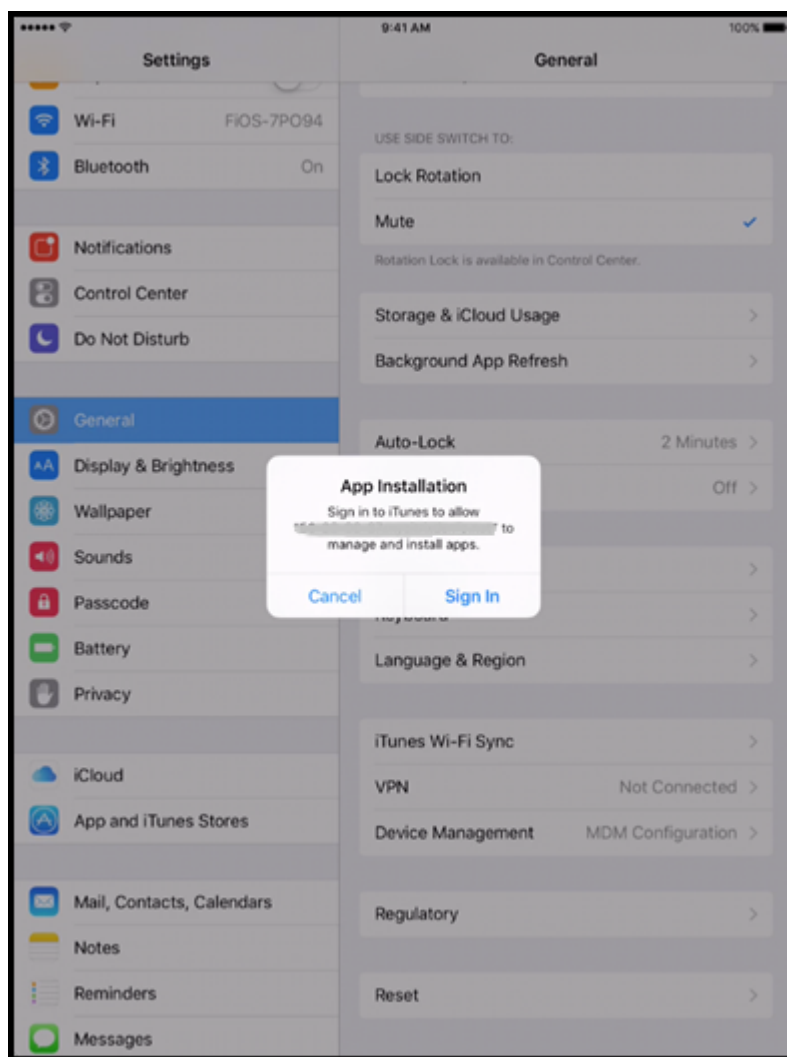 9:41 AM
100%
Settings
General
Wi-Fi
FiOS-7PO94
Bluetooth
On
Notifications
Control Center
Do Not Disturb
General
Display & Brightness
Wallpaper
Sounds
Passcode
Battery
Privacy
iCloud
App and iTunes Stores
Mail, Contacts, Calendars
Notes
Reminders
Messages
USE SIDE SWITCH TO:
Lock Rotation
Mute
Rotation Lock is available in Control Center.
Storage & iCloud Usage
Background App Refresh
Auto-Lock
2 Minutes
Off
App Installation
Sign in to iTunes to allow
to
manage and install apps.
Cancel
Sign In
Keyboard
Language & Region
iTunes Wi-Fi Sync
VPN
Not Connected
Device Management
MDM Configuration
Regulatory
Reset